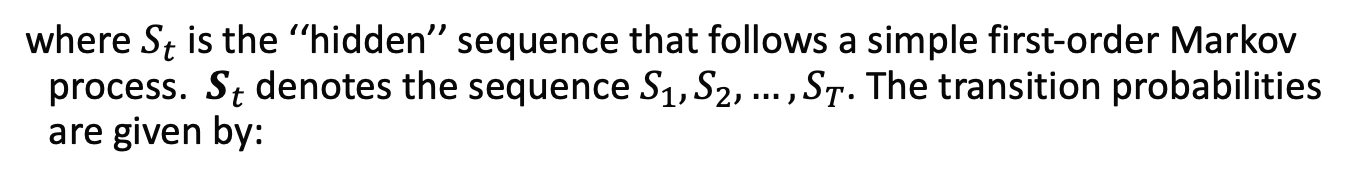 where S_t is the “hidden” sequence that follows a simple first-order Markov
process. S_t denotes the sequence S_1, S_2, … , S_T. The transition probabilities
are given by: